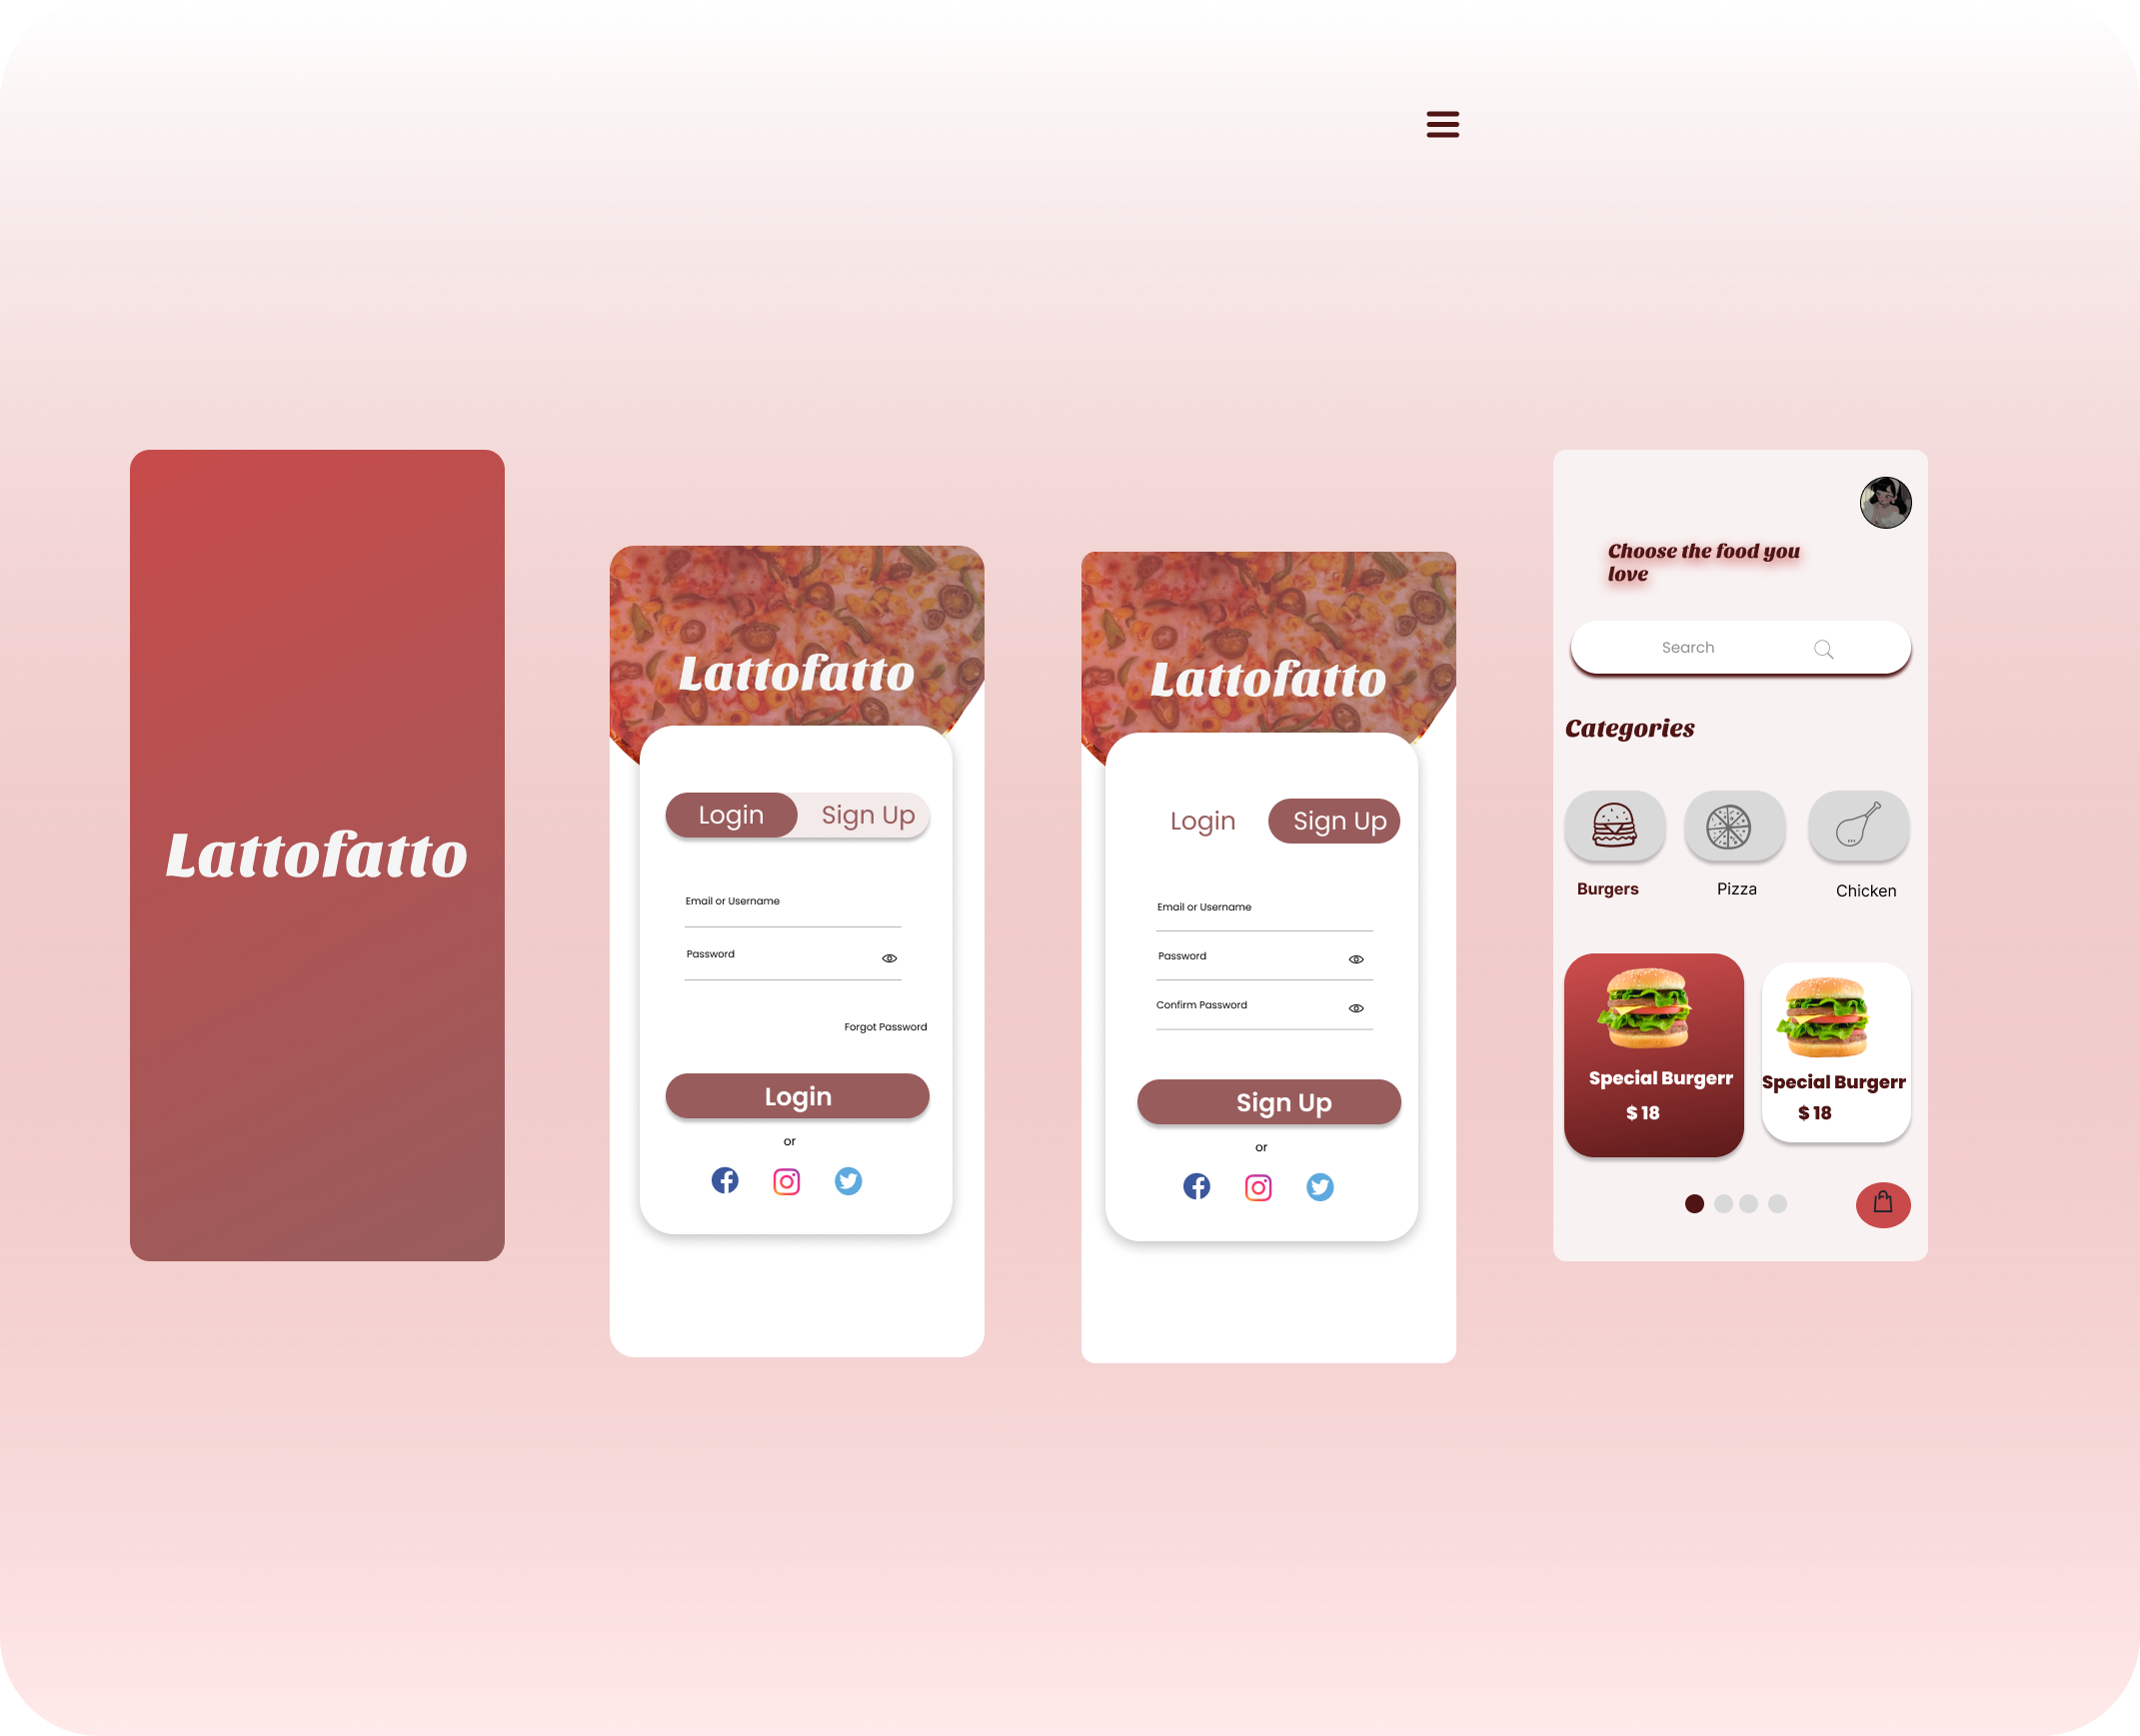 Lattofatto
Lattofatto
Login
Sign Up
Email or Username
Password
Forgot Password
Login
or
Lattofatto
Login
Sign Up
Email or Username
Password
Confirm Password
Sign Up
or
Choose the food you
love
Search
Categories
Burgers
Pizza
Chicken
Special Burgerr
$ 18
Special Burgerr
$ 18